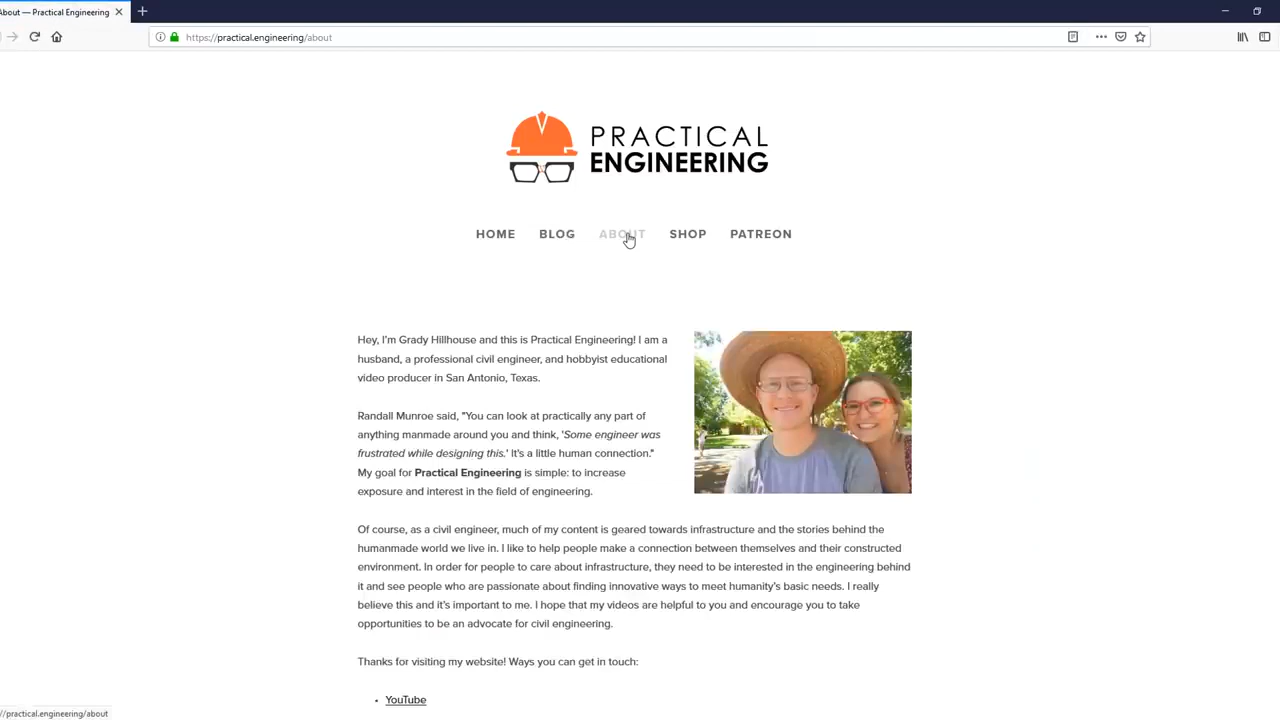 About — Practical Engineering
https://practical.engineering/about
PRACTICAL
ENGINEERING
HOME BLOG ABOUT SHOP PATREON
Hey, I'm Grady Hillhouse and this is Practical Engineering! I am a
husband, a professional civil engineer, and hobbyist educational
video producer in San Antonio, Texas.
Randall Munroe said, "You can look at practically any part of
anything manmade around you and think, 'Some engineer was
frustrated while designing this.' It's a little human connection."
My goal for Practical Engineering is simple: to increase
exposure and interest in the field of engineering.
Of course, as a civil engineer, much of my content is geared towards infrastructure and the stories behind the
humanmade world we live in. I like to help people make a connection between themselves and their constructed
environment. In order for people to care about infrastructure, they need to be interested in the engineering behind
it and see people who are passionate about finding innovative ways to meet humanity's basic needs. I really
believe this and it's important to me. I hope that my videos are helpful to you and encourage you to take
opportunities to be an advocate for civil engineering.
Thanks for visiting my website! Ways you can get in touch:
• YouTube
//practical.engineering/about